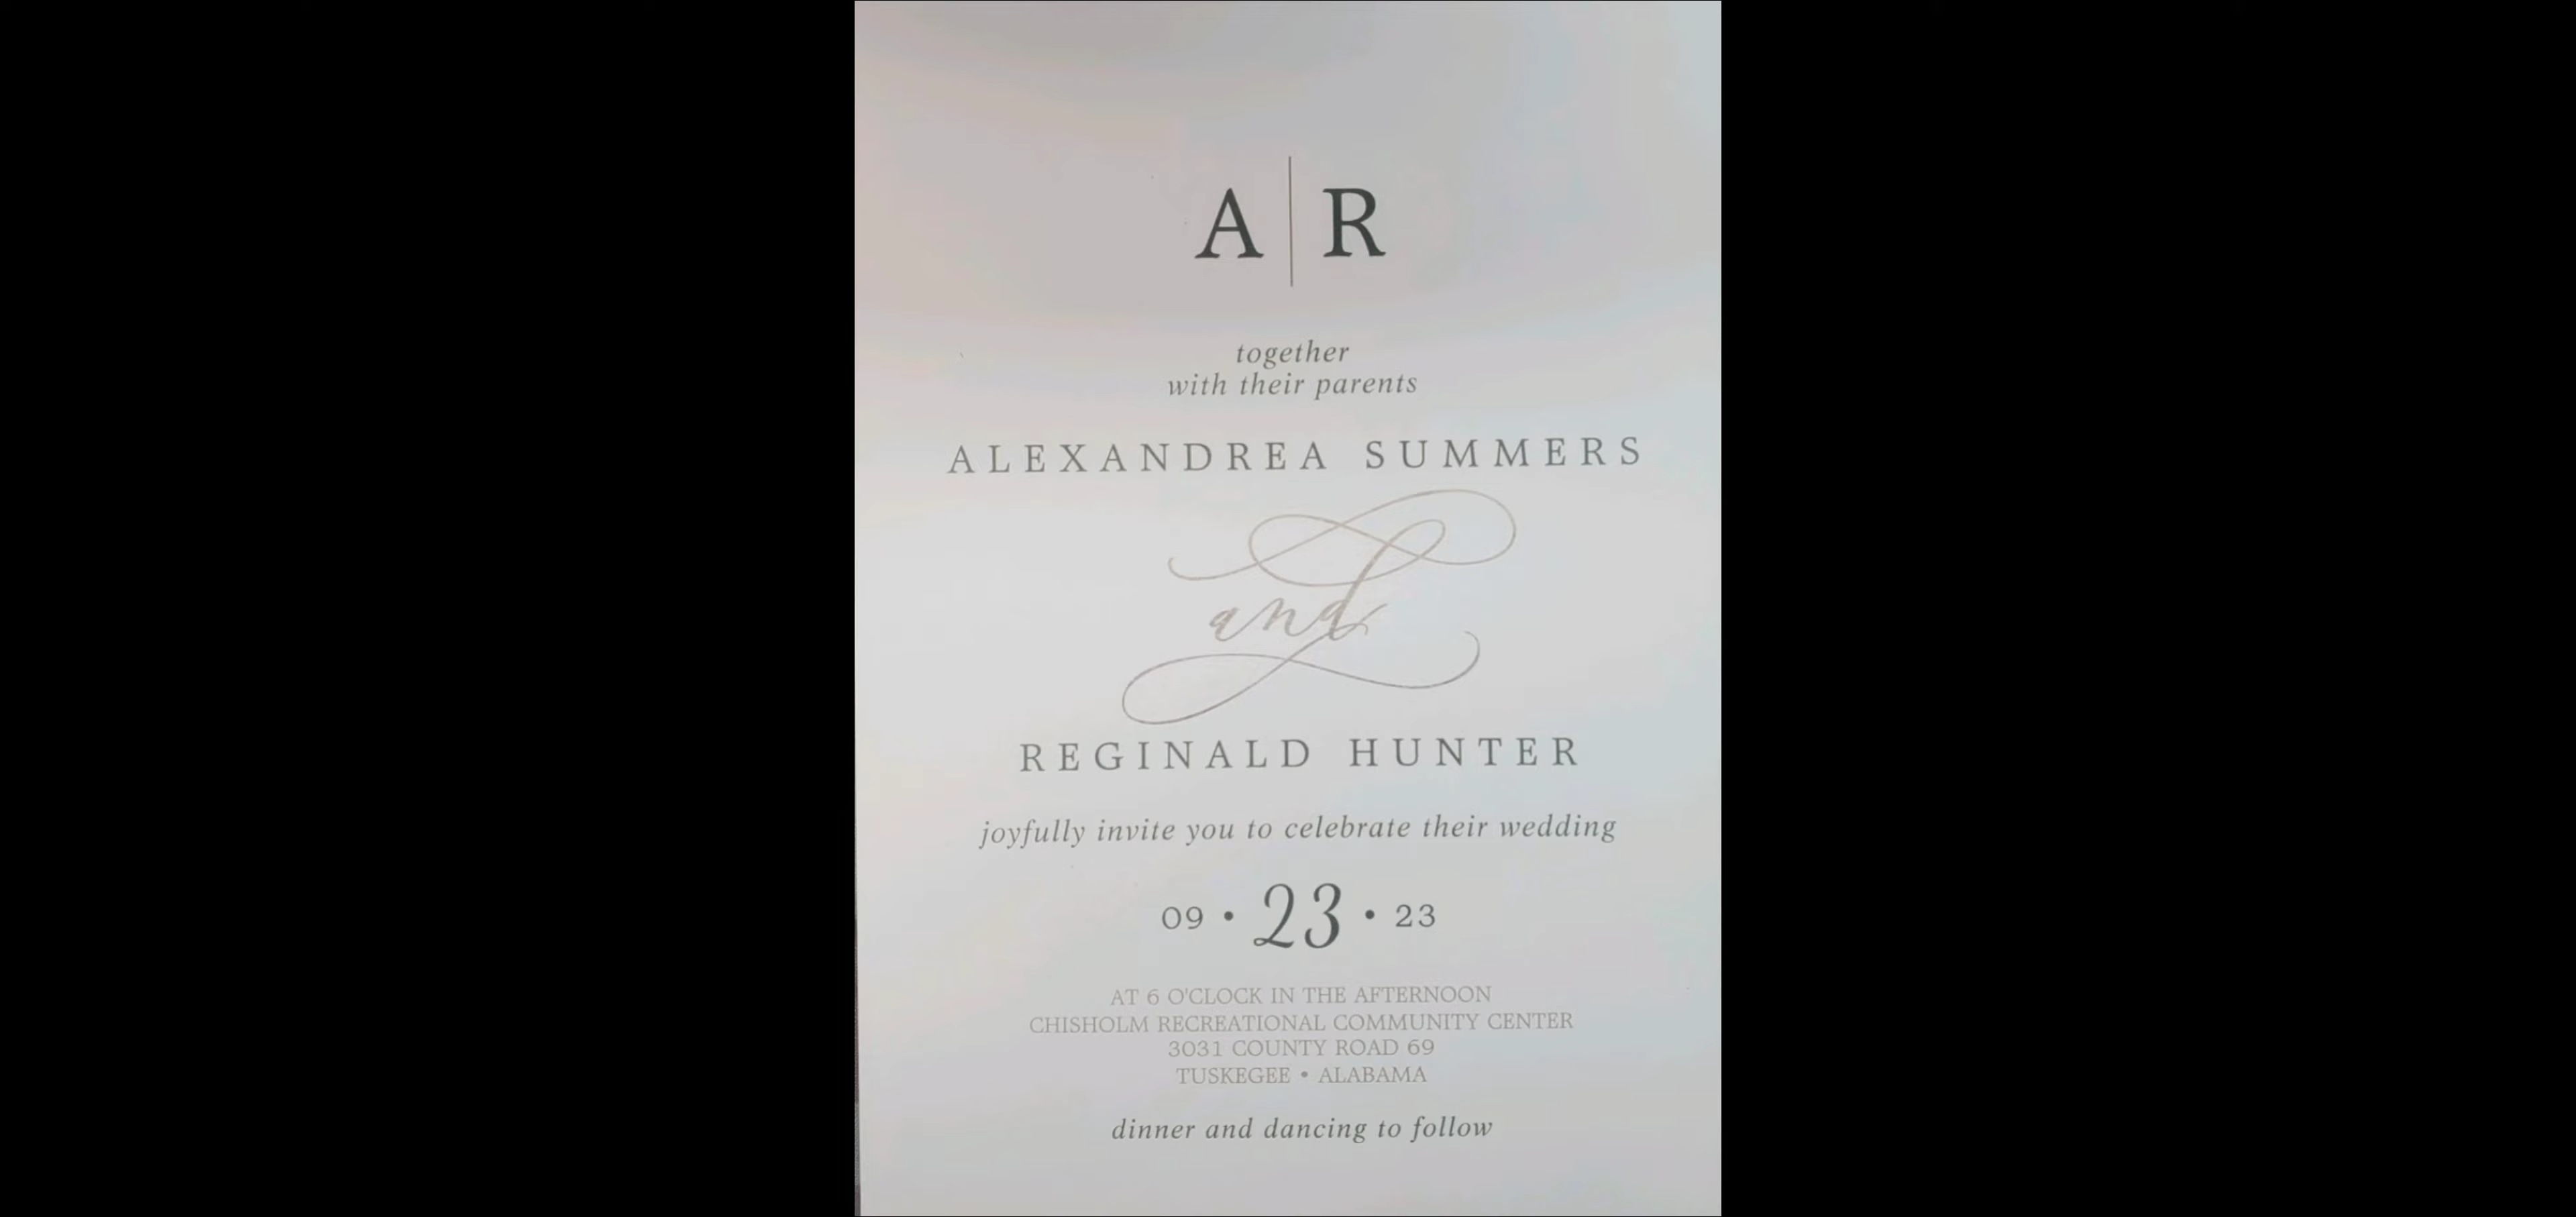 A | R
together
with their parents
ALEXANDREA SUMMERS
and
REGINALD HUNTER
joyfully invite you to celebrate their wedding
09 • 23 • 23
AT 6 O'CLOCK IN THE AFTERNOON
CHISHOLM RECREATIONAL COMMUNITY CENTER
3031 COUNTY ROAD 69
TUSKEGEE • ALABAMA
dinner and dancing to follow